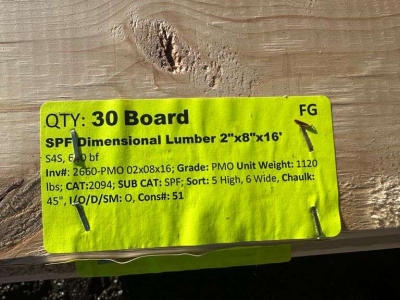 QTY: 30 Board FG
SPF Dimensional Lumber 2"x8"x16'
S4S, bf
Inv#: 2660-PMO 02x08x16; Grade: PMO Unit Weight: 1120
lbs; CAT:2094; SUB CAT: SPF; Sort: 5 High, 6 Wide, Chaulk:
45", I/O/D/SM: O, Cons#: 51